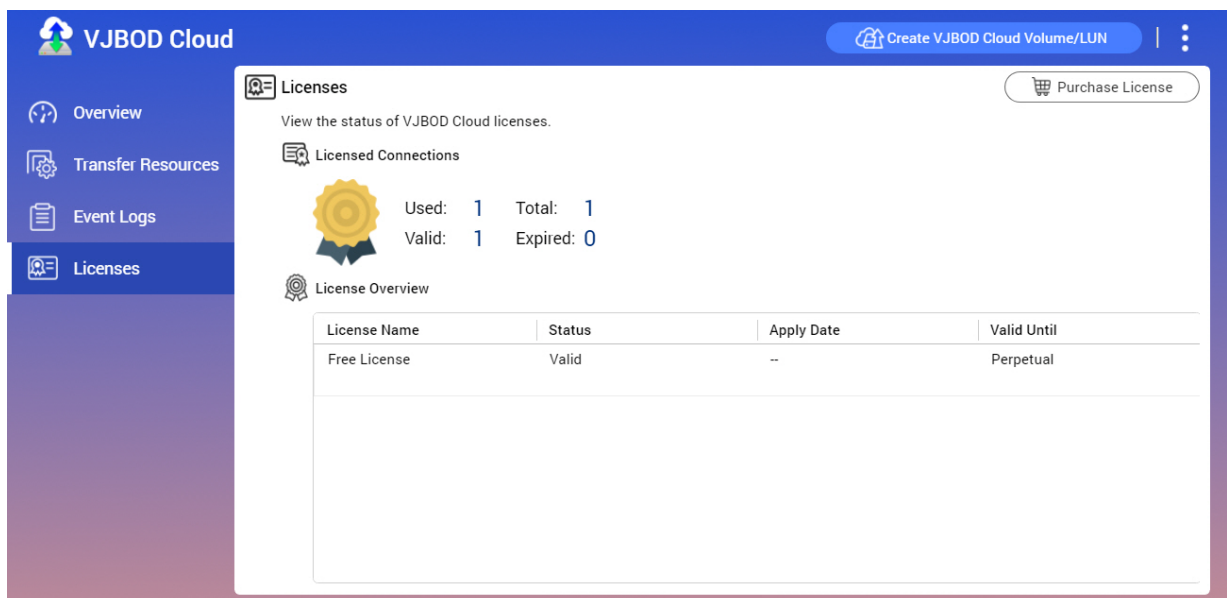 VJBOD Cloud
Create VJBOD Cloud Volume/LUN
Overview
Transfer Resources
Event Logs
Licenses
Licenses
Purchase License
View the status of VJBOD Cloud licenses.
Licensed Connections
Used: 1 Total: 1
Valid: 1 Expired: 0
License Overview
License Name Status Apply Date Valid Until
Free License Valid -- Perpetual